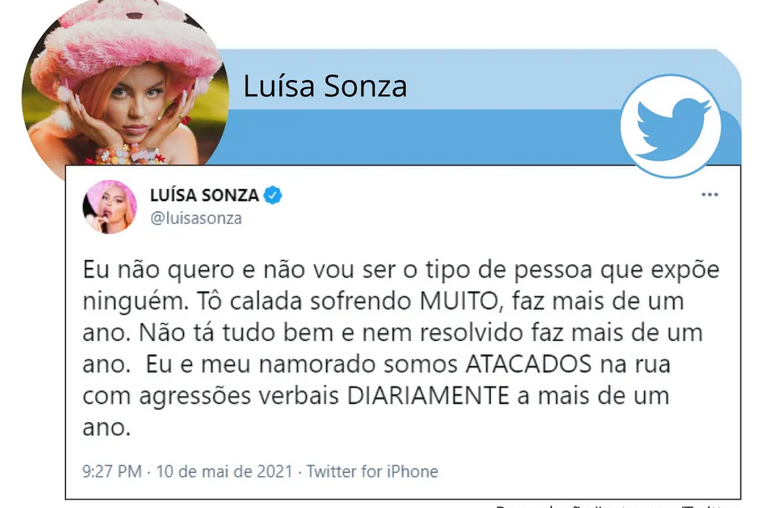 Luísa Sonza
LUÍSA SONZA
@luisasonza
Eu não quero e não vou ser o tipo de pessoa que expõe
ninguém. Tô calada sofrendo MUITO, faz mais de um
ano. Não tá tudo bem e nem resolvido faz mais de um
ano. Eu e meu namorado somos ATACADOS na rua
com agressões verbais DIARIAMENTE a mais de um
ano.
9:27 PM · 10 de mai de 2021 · Twitter for iPhone